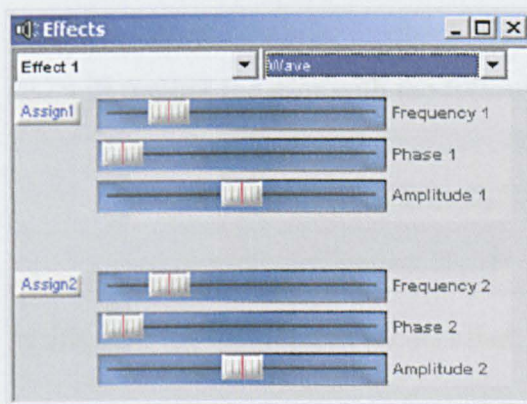 Effects
Effect 1 Wave
Assign1 Frequency 1
Phase 1
Amplitude 1
Assign2 Frequency 2
Phase 2
Amplitude 2